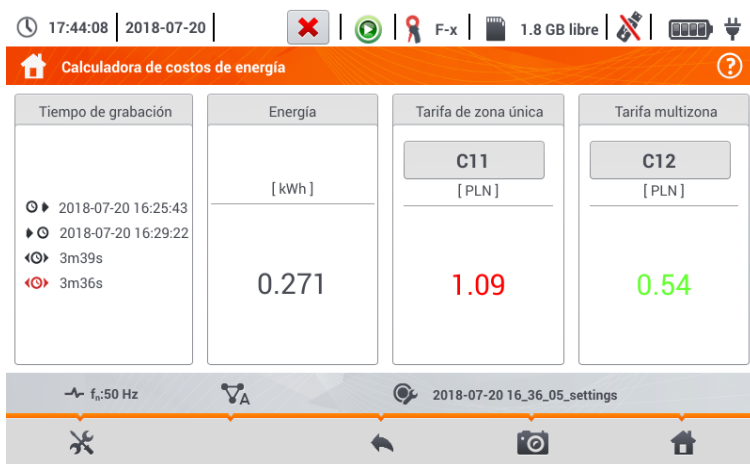 17:44:08 2018-07-20 F-x 1.8 GB libre
Calculadora de costos de energía ?
Tiempo de grabación
2018-07-20 16:25:43
2018-07-20 16:29:22
3m39s
3m36s
Energía
[ kWh ]
0.271
Tarifa de zona única
C11
[ PLN ]
1.09
Tarifa multizona
C12
[ PLN ]
0.54
fn:50 Hz A 2018-07-20 16_36_05_settings